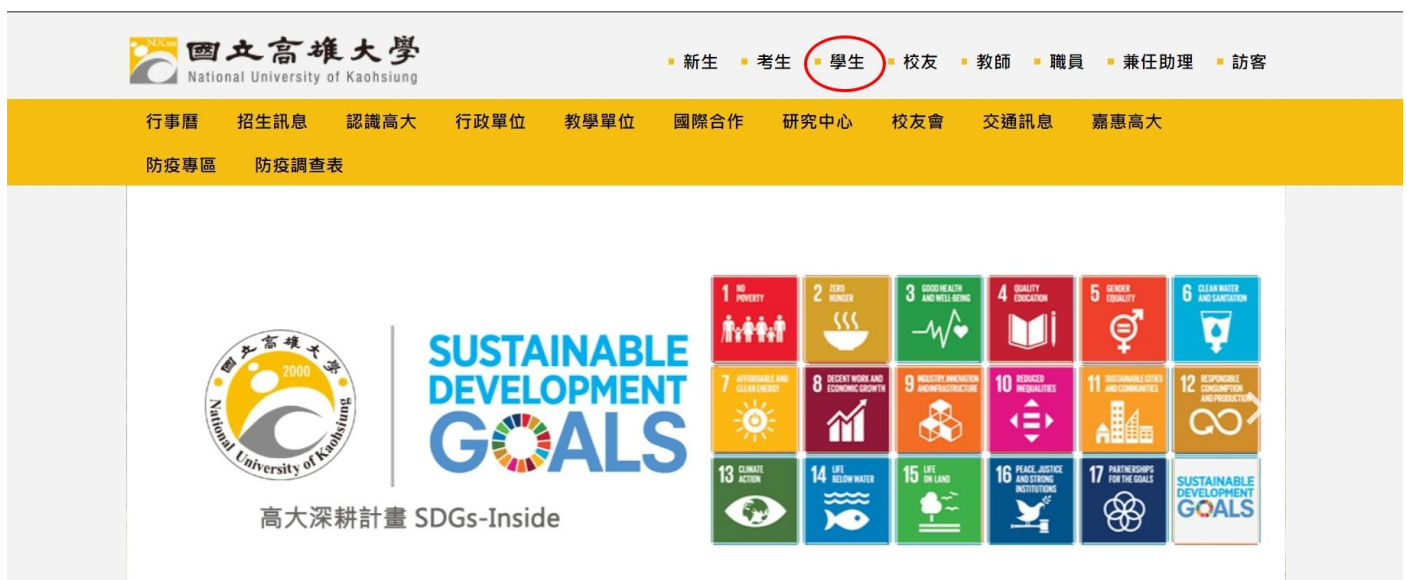 NUK
國立高雄大學
National University of Kaohsiung
新生 考生 學生 校友 教師 職員 兼任助理 訪客
行事曆 招生訊息 認識高大 行政單位 教學單位 國際合作 研究中心 校友會 交通訊息 嘉惠高大
防疫專區 防疫調查表
國立高雄大學
2000
National University of Kaohsiung
SUSTAINABLE
DEVELOPMENT
GOALS
高大深耕計畫 SDGs-Inside
1 NO POVERTY
2 ZERO HUNGER
3 GOOD HEALTH AND WELL-BEING
4 QUALITY EDUCATION
5 GENDER EQUALITY
6 CLEAN WATER AND SANITATION
7 AFFORDABLE AND CLEAN ENERGY
8 DECENT WORK AND ECONOMIC GROWTH
9 INDUSTRY, INNOVATION AND INFRASTRUCTURE
10 REDUCED INEQUALITIES
11 SUSTAINABLE CITIES AND COMMUNITIES
12 RESPONSIBLE CONSUMPTION AND PRODUCTION
13 CLIMATE ACTION
14 LIFE BELOW WATER
15 LIFE ON LAND
16 PEACE, JUSTICE AND STRONG INSTITUTIONS
17 PARTNERSHIPS FOR THE GOALS
SUSTAINABLE
DEVELOPMENT
GOALS